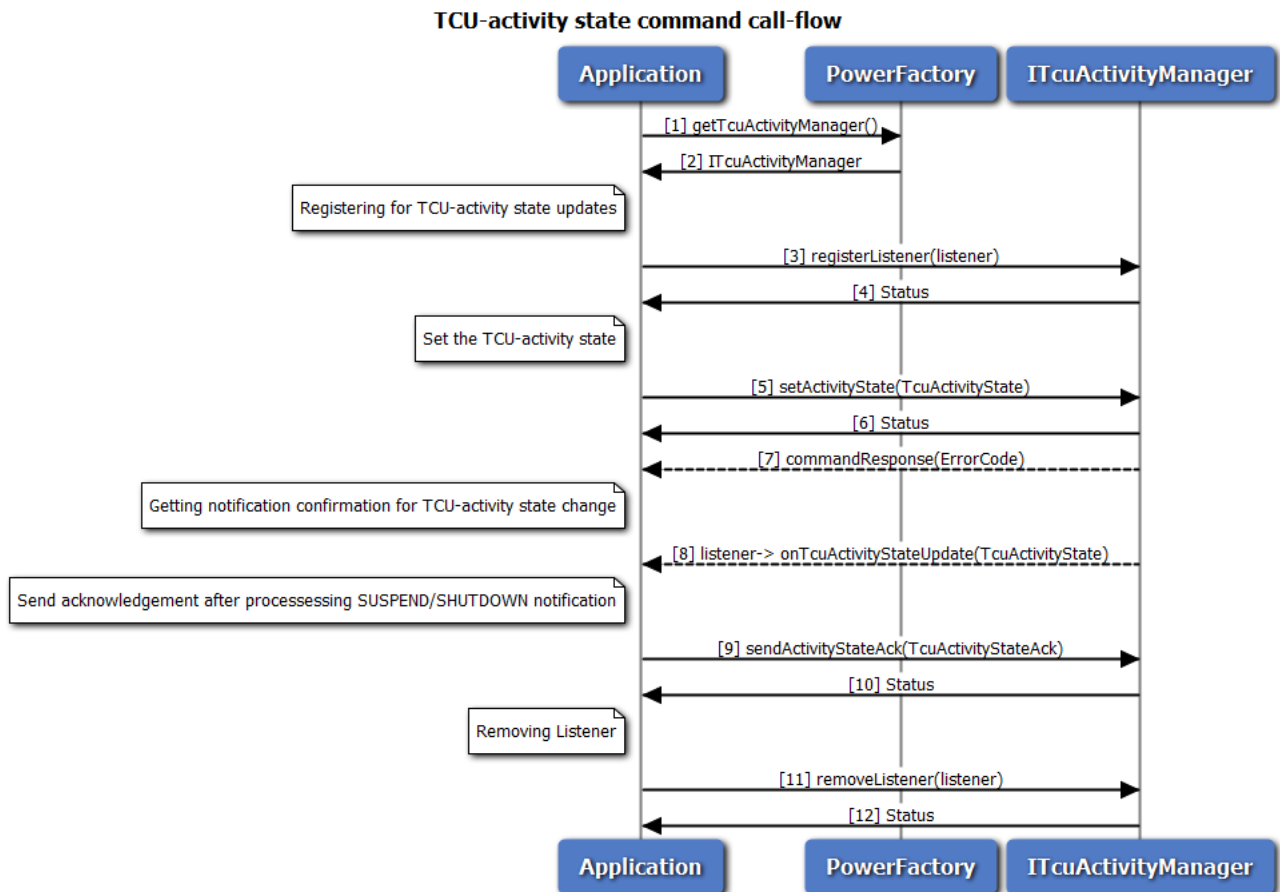 TCU-activity state command call-flow
Application
PowerFactory
ITcuActivityManager
[1] getTcuActivityManager()
[2] ITcuActivityManager
Registering for TCU-activity state updates
[3] registerListener(listener)
[4] Status
Set the TCU-activity state
[5] setActivityState(TcuActivityState)
[6] Status
[7] commandResponse(ErrorCode)
Getting notification confirmation for TCU-activity state change
[8] listener-> onTcuActivityStateUpdate(TcuActivityState)
Send acknowledgement after processessing SUSPEND/SHUTDOWN notification
[9] sendActivityStateAck(TcuActivityStateAck)
[10] Status
Removing Listener
[11] removeListener(listener)
[12] Status
Application
PowerFactory
ITcuActivityManager